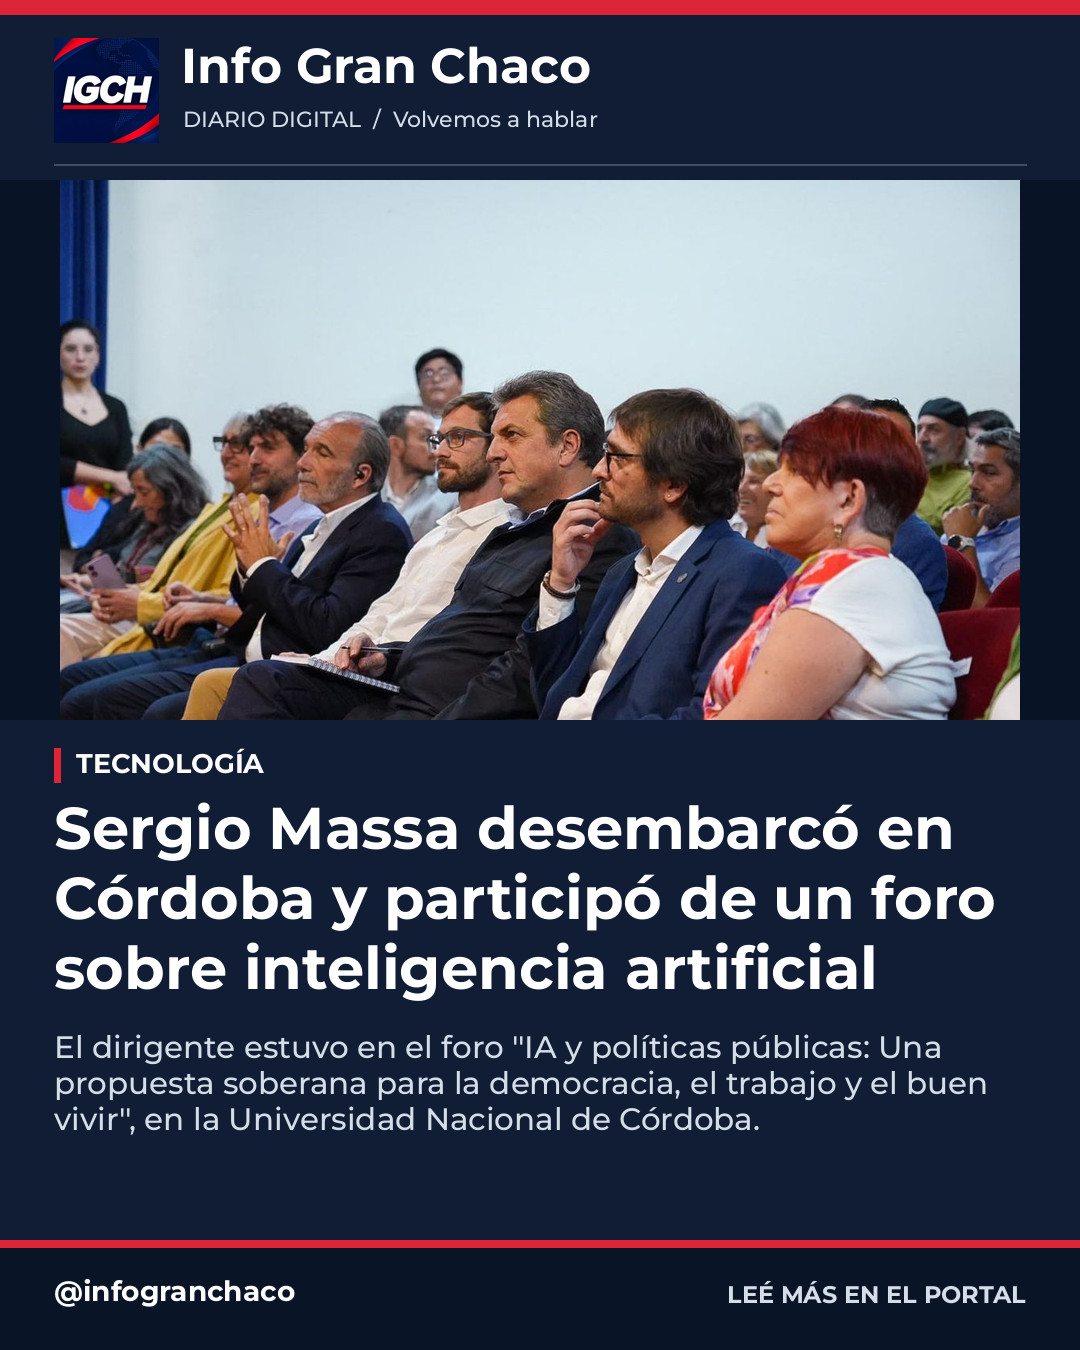 IGCH
Info Gran Chaco
DIARIO DIGITAL / Volvemos a hablar
TECNOLOGÍA
Sergio Massa desembarcó en
Córdoba y participó de un foro
sobre inteligencia artificial
El dirigente estuvo en el foro "IA y políticas públicas: Una
propuesta soberana para la democracia, el trabajo y el buen
vivir", en la Universidad Nacional de Córdoba.
@infogranchaco
LEÉ MÁS EN EL PORTAL